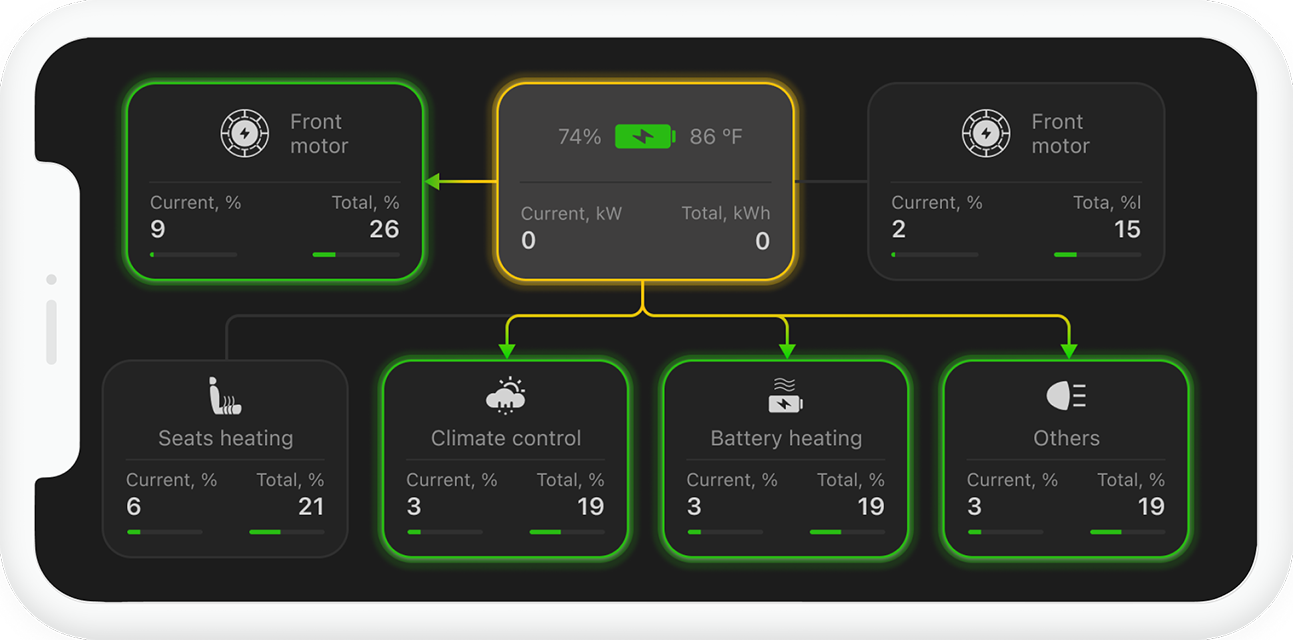 Front
motor
Current, %
Total, %
9
26
74%
86 °F
Current, kW
Total, kWh
0
0
Front
motor
Current, %
Tota, %l
2
15
Seats heating
Current, %
Total, %
6
21
Climate control
Current, %
Total, %
3
19
Battery heating
Current, %
Total, %
3
19
Others
Current, %
Total, %
3
19